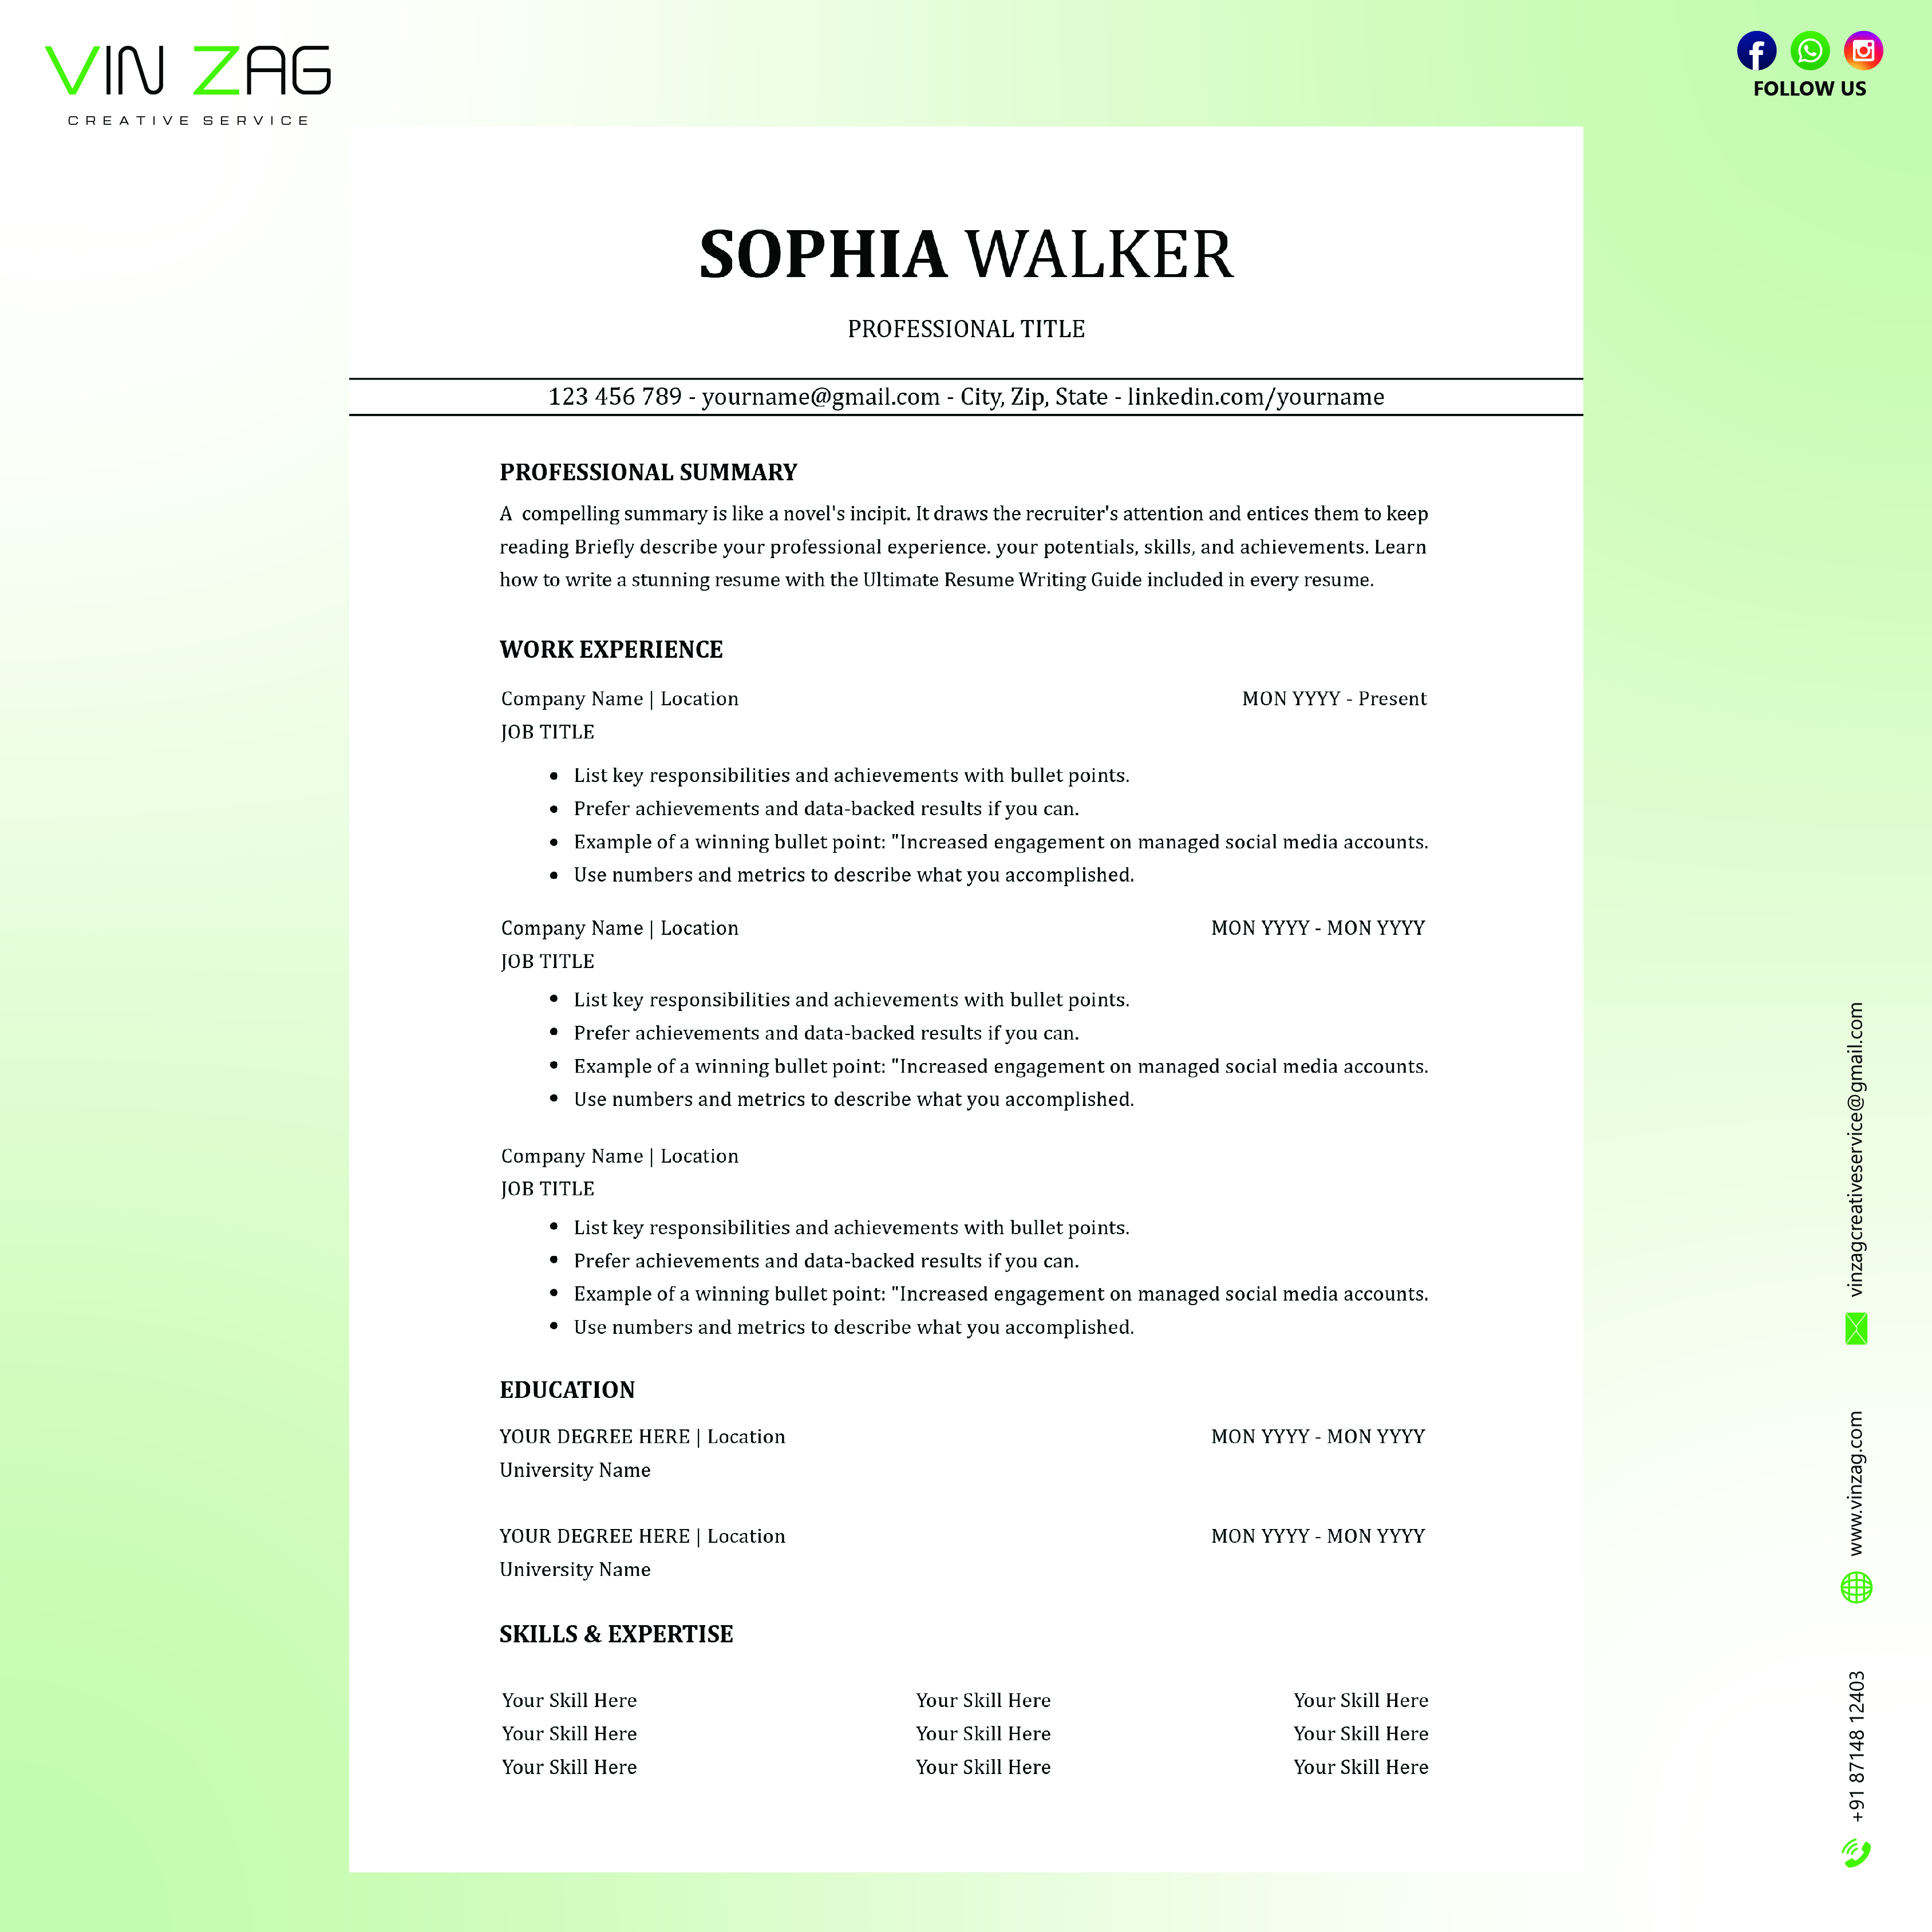 VIN ZAG
CREATIVE SERVICE
FOLLOW US
SOPHIA WALKER
PROFESSIONAL TITLE
123 456 789 - yourname@gmail.com - City, Zip, State - linkedin.com/yourname
PROFESSIONAL SUMMARY
A compelling summary is like a novel's incipit. It draws the recruiter's attention and entices them to keep
reading Briefly describe your professional experience. your potentials, skills, and achievements. Learn
how to write a stunning resume with the Ultimate Resume Writing Guide included in every resume.
WORK EXPERIENCE
Company Name | Location MON YYYY - Present
JOB TITLE
• List key responsibilities and achievements with bullet points.
• Prefer achievements and data-backed results if you can.
• Example of a winning bullet point: "Increased engagement on managed social media accounts.
• Use numbers and metrics to describe what you accomplished.
Company Name | Location MON YYYY - MON YYYY
JOB TITLE
• List key responsibilities and achievements with bullet points.
• Prefer achievements and data-backed results if you can.
• Example of a winning bullet point: "Increased engagement on managed social media accounts.
• Use numbers and metrics to describe what you accomplished.
Company Name | Location
JOB TITLE
• List key responsibilities and achievements with bullet points.
• Prefer achievements and data-backed results if you can.
• Example of a winning bullet point: "Increased engagement on managed social media accounts.
• Use numbers and metrics to describe what you accomplished.
EDUCATION
YOUR DEGREE HERE | Location MON YYYY - MON YYYY
University Name
YOUR DEGREE HERE | Location MON YYYY - MON YYYY
University Name
SKILLS & EXPERTISE
Your Skill Here Your Skill Here Your Skill Here
Your Skill Here Your Skill Here Your Skill Here
Your Skill Here Your Skill Here Your Skill Here
+91 87148 12403
www.vinzag.com
vinzagcreativeservice@gmail.com